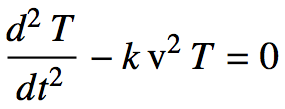 d² T / dt² − k v² T = 0